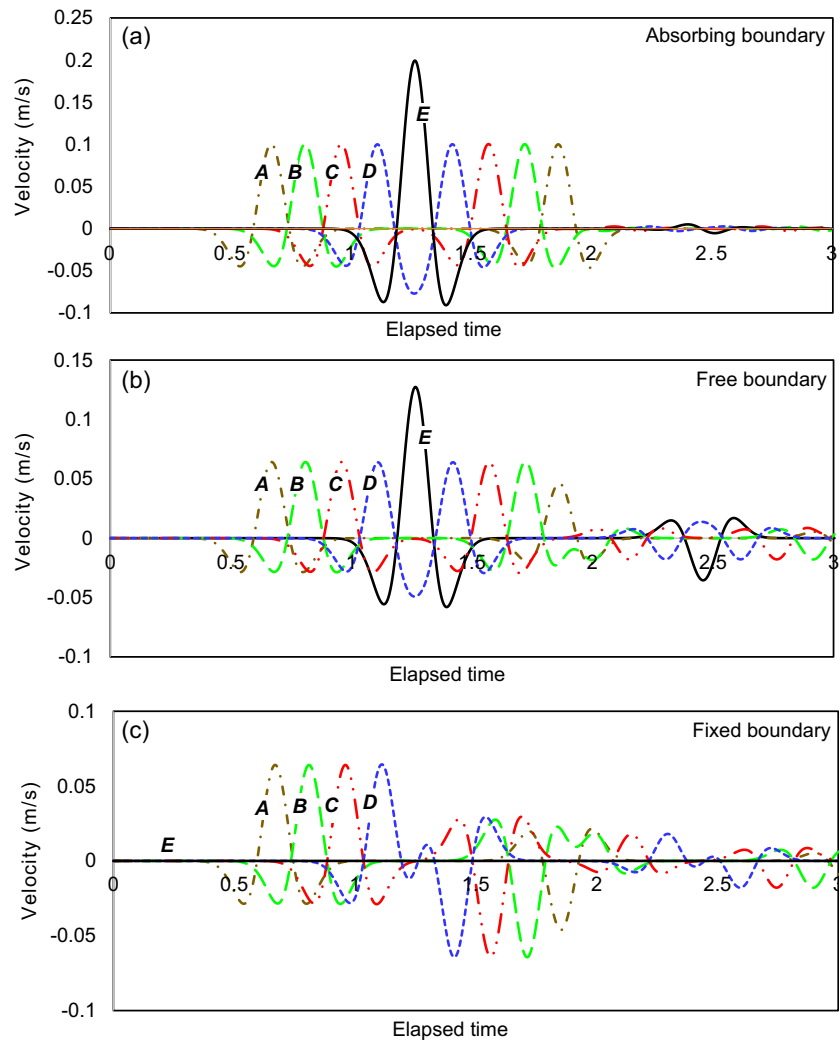 (a)
Absorbing boundary
Velocity (m/s)
0.25
0.2
0.15
0.1
0.05
0
-0.05
-0.1
A B C D E
0 0.5 1 1.5 2 2.5 3
Elapsed time
(b)
Free boundary
Velocity (m/s)
0.15
0.1
0.05
0
-0.05
-0.1
A B C D E
0 0.5 1 1.5 2 2.5 3
Elapsed time
(c)
Fixed boundary
Velocity (m/s)
0.1
0.05
0
-0.05
-0.1
E A B C D
0 0.5 1 1.5 2 2.5 3
Elapsed time